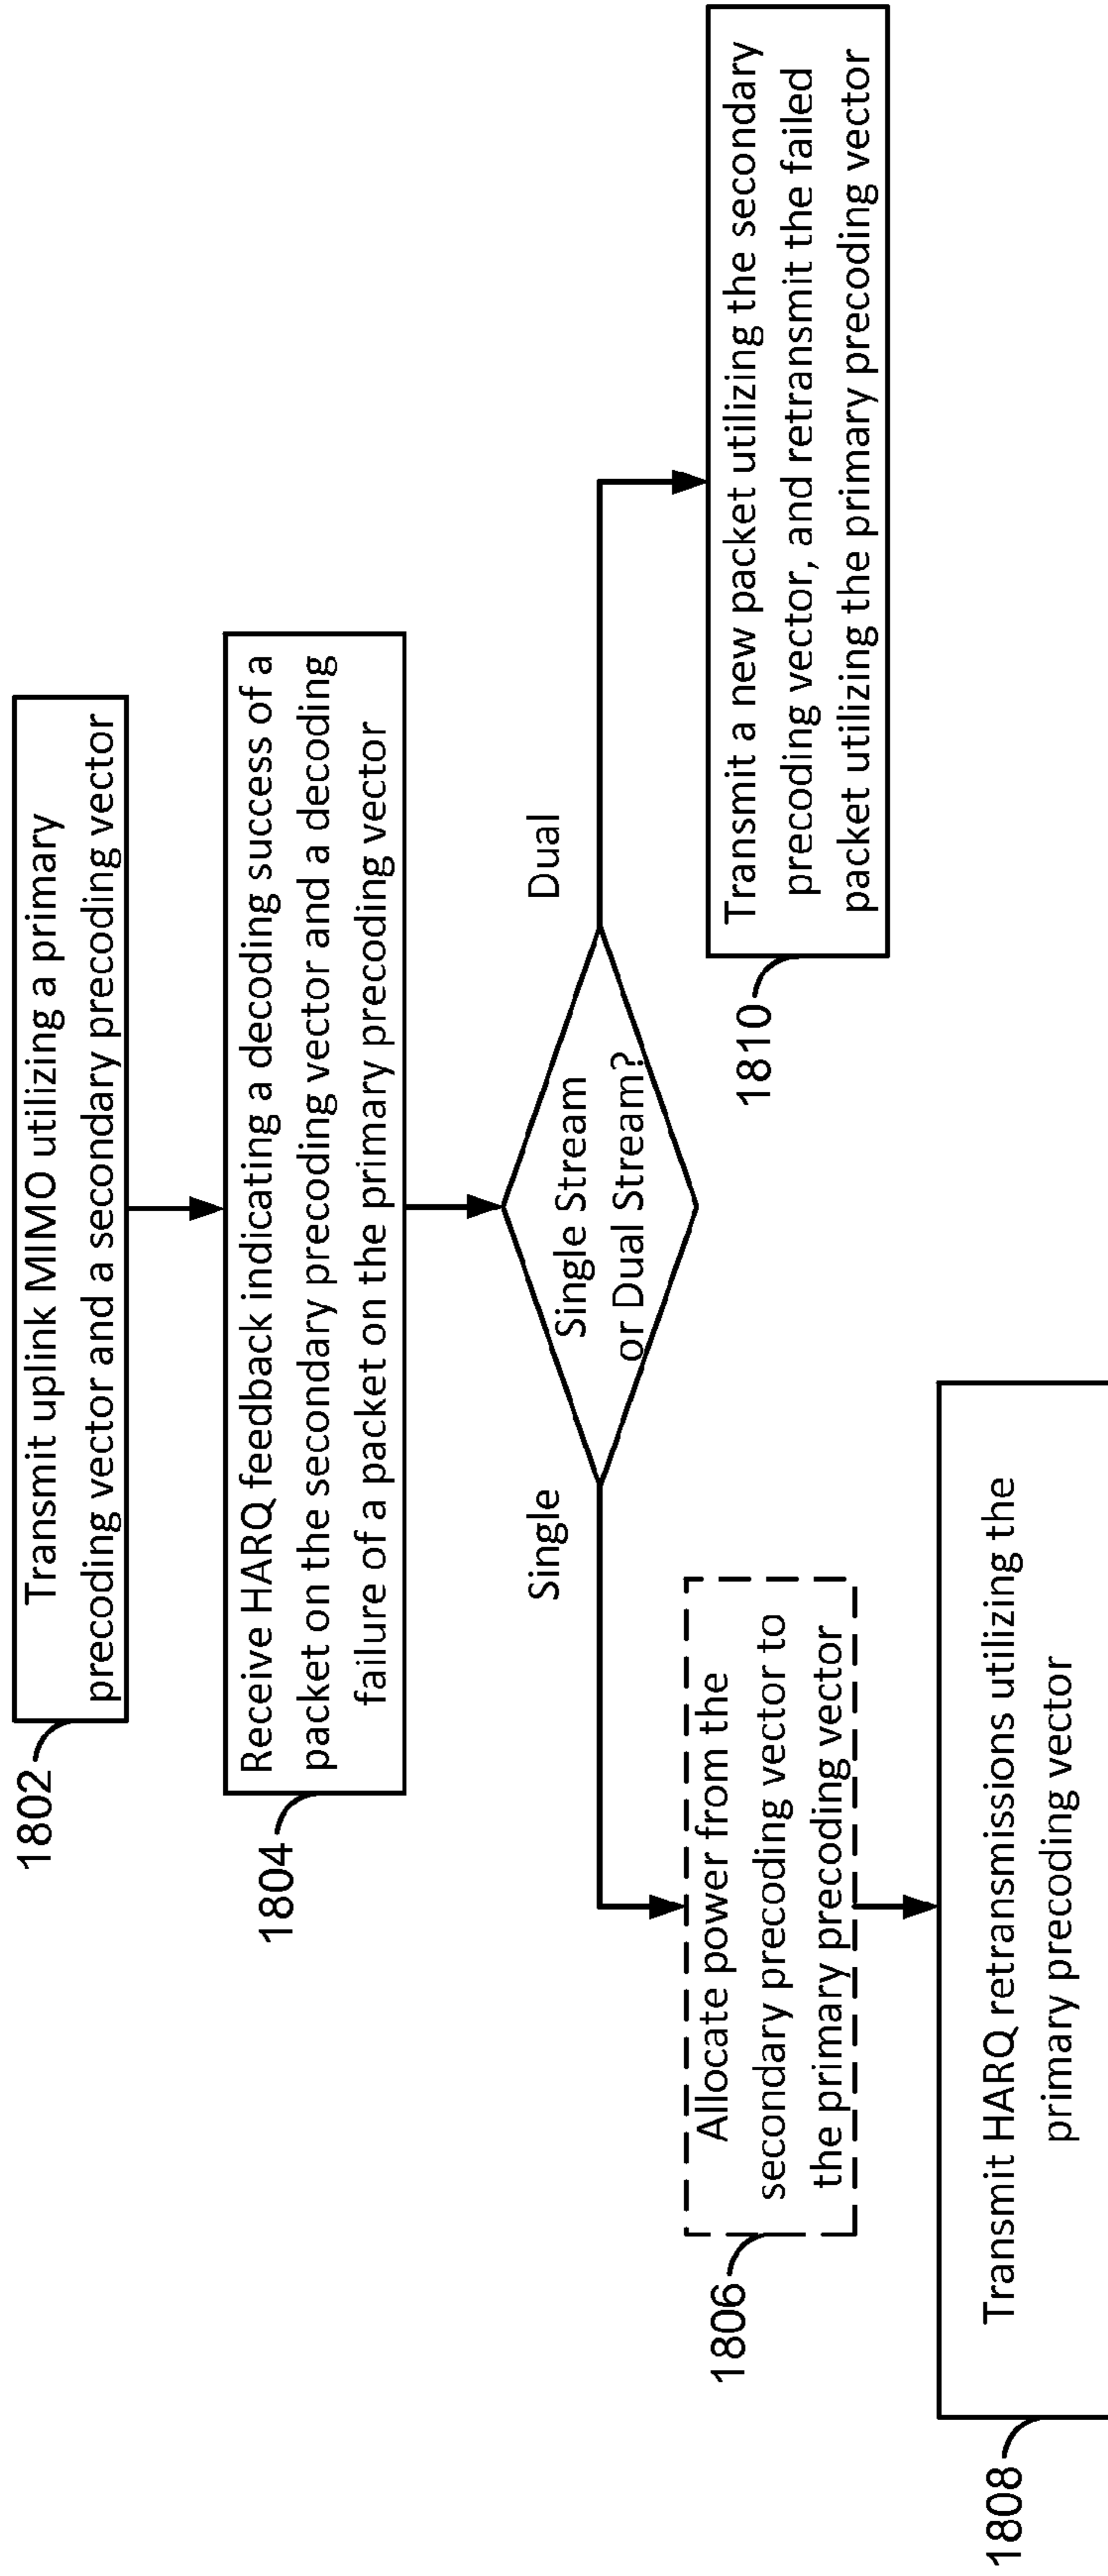 1802
Transmit uplink MIMO utilizing a primary
precoding vector and a secondary precoding vector
1804
Receive HARQ feedback indicating a decoding success of a
packet on the secondary precoding vector and a decoding
failure of a packet on the primary precoding vector
Single Stream
or Dual Stream?
Single
Dual
1806
Allocate power from the
secondary precoding vector to
the primary precoding vector
1808
Transmit HARQ retransmissions utilizing the
primary precoding vector
1810
Transmit a new packet utilizing the secondary
precoding vector, and retransmit the failed
packet utilizing the primary precoding vector